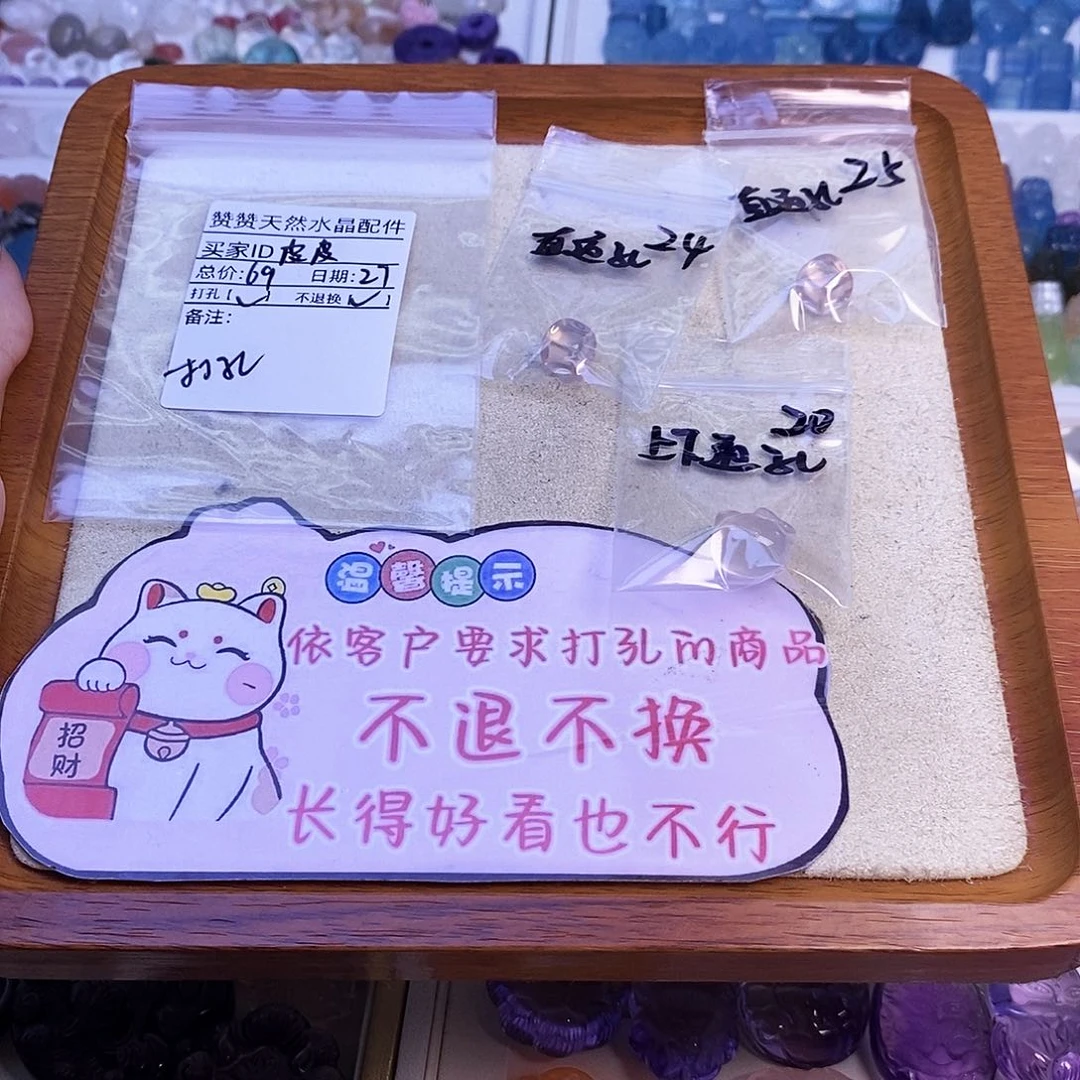 赞赞天然水晶配件
买家ID 皮皮
总价:69 日期:27
打孔【✓】 不退换【✓】
备注:
打孔
直通孔 24
直通孔 25
20
上下通孔
温馨提示
依客户要求打孔的商品
不退不换
长得好看也不行
招财